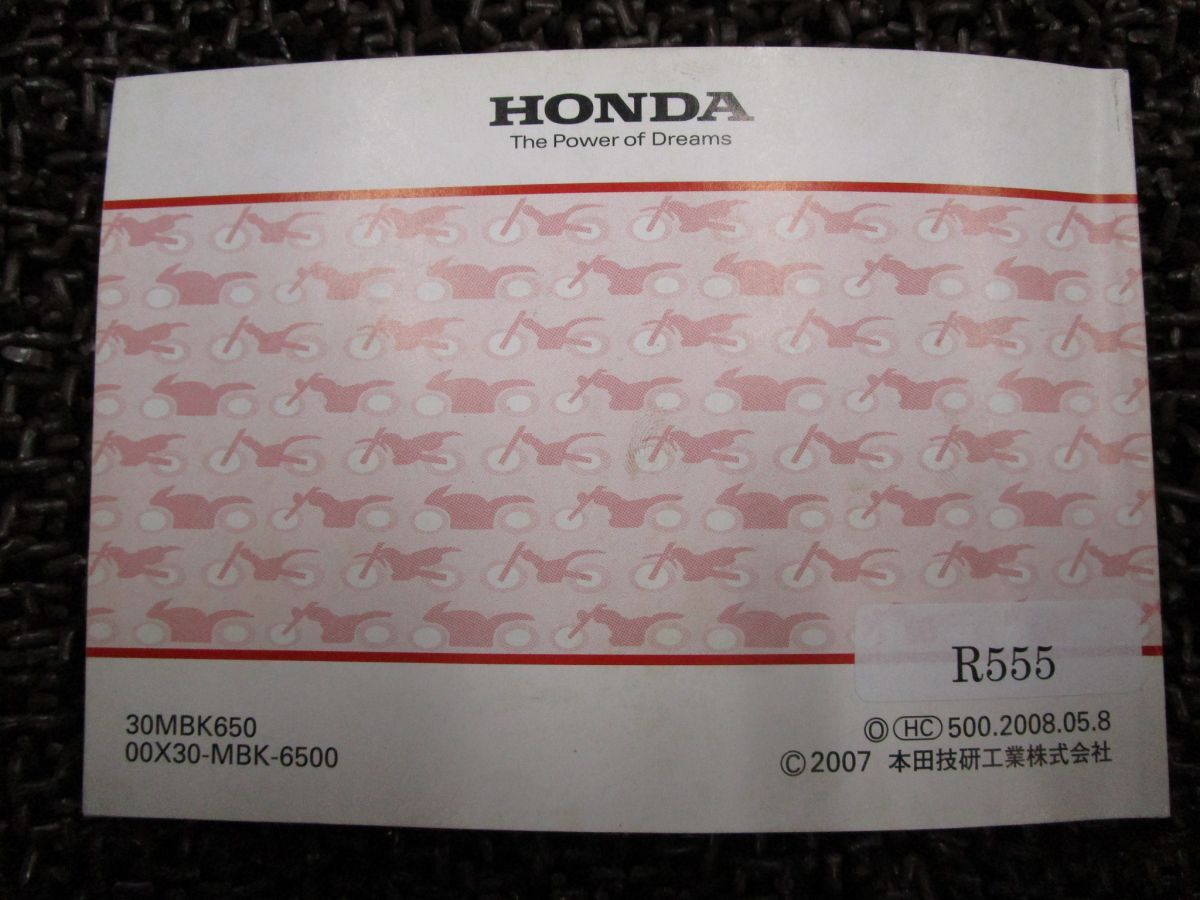 HONDA
The Power of Dreams
R555
30MBK650
00X30-MBK-6500
Ⓞ HC 500.2008.05.8
©2007 本田技研工業株式会社